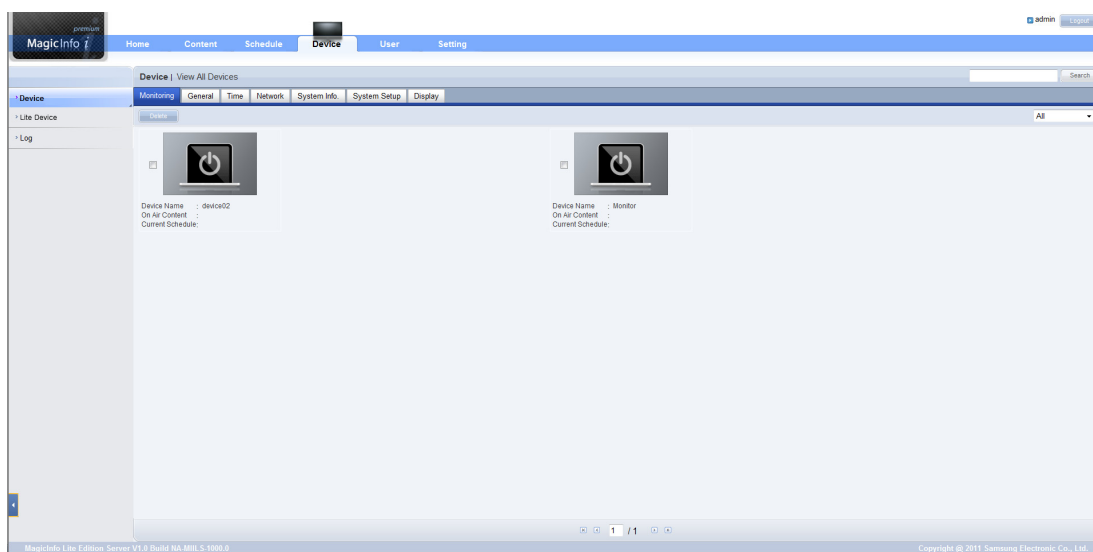 premium
MagicInfo i
admin
Logout
Home Content Schedule Device User Setting
Device | View All Devices
Search
Device
Lite Device
Log
Monitoring General Time Network System Info. System Setup Display
Delete
All
Device Name : device02
On Air Content :
Current Schedule:
Device Name : Monitor
On Air Content :
Current Schedule:
1 / 1
MagicInfo Lite Edition Server V1.0 Build NA-MIILS-1000.0
Copyright @ 2011 Samsung Electronic Co., Ltd.